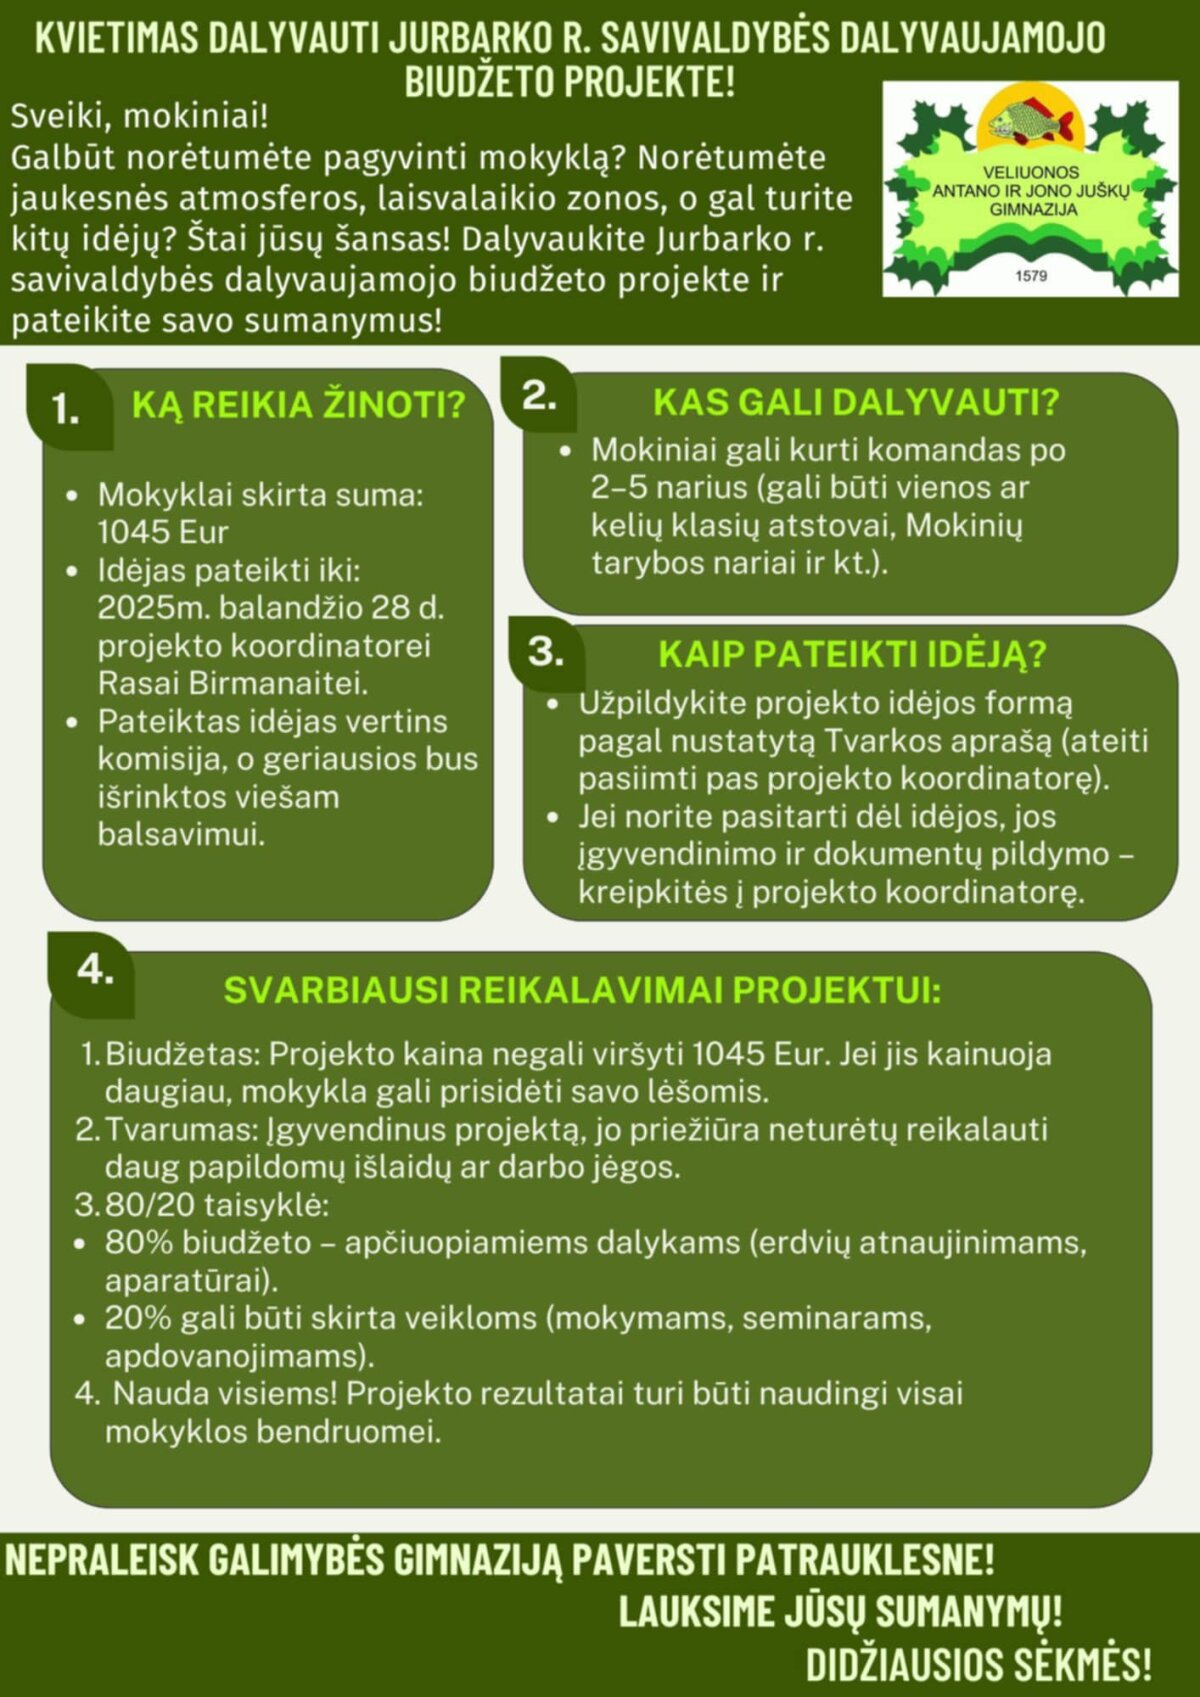 KVIETIMAS DALYVAUTI JURBARKO R. SAVIVALDYBĖS DALYVAUJAMOJO
BIUDŽETO PROJEKTE!
Sveiki, mokiniai!
Galbūt norėtumėte pagyvinti mokyklą? Norėtumėte
jaukesnės atmosferos, laisvalaikio zonos, o gal turite
kitų idėjų? Štai jūsų šansas! Dalyvaukite Jurbarko r.
savivaldybės dalyvaujamojo biudžeto projekte ir
pateikite savo sumanymus!
VELIUONOS
ANTANO IR JONO JUŠKŲ
GIMNAZIJA
1579
1.
KĄ REIKIA ŽINOTI?
• Mokyklai skirta suma:
1045 Eur
• Idėjas pateikti iki:
2025m. balandžio 28 d.
projekto koordinatorei
Rasai Birmanaitei.
• Pateiktas idėjas vertins
komisija, o geriausios bus
išrinktos viešam
balsavimui.
2.
KAS GALI DALYVAUTI?
• Mokiniai gali kurti komandas po
2–5 narius (gali būti vienos ar
kelių klasių atstovai, Mokinių
tarybos nariai ir kt.).
3.
KAIP PATEIKTI IDĖJĄ?
• Užpildykite projekto idėjos formą
pagal nustatytą Tvarkos aprašą (ateiti
pasiimti pas projekto koordinatorę).
• Jei norite pasitarti dėl idėjos, jos
įgyvendinimo ir dokumentų pildymo –
kreipkitės į projekto koordinatorę.
4.
SVARBIAUSI REIKALAVIMAI PROJEKTUI:
1. Biudžetas: Projekto kaina negali viršyti 1045 Eur. Jei jis kainuoja
daugiau, mokykla gali prisidėti savo lėšomis.
2. Tvarumas: Įgyvendinus projektą, jo priežiūra neturėtų reikalauti
daug papildomų išlaidų ar darbo jėgos.
3. 80/20 taisyklė:
• 80% biudžeto – apčiuopiamiems dalykams (erdvių atnaujinimams,
aparatūrai).
• 20% gali būti skirta veikloms (mokymams, seminarams,
apdovanojimams).
4. Nauda visiems! Projekto rezultatai turi būti naudingi visai
mokyklos bendruomei.
NEPRALEISK GALIMYBĖS GIMNAZIJĄ PAVERSTI PATRAUKLESNE!
LAUKSIME JŪSŲ SUMANYMŲ!
DIDŽIAUSIOS SĖKMĖS!